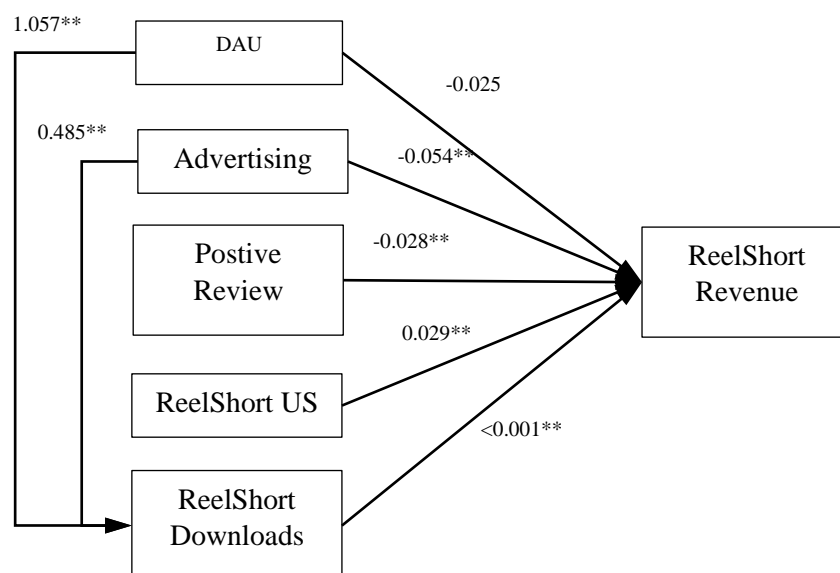 1.057**
DAU
-0.025
0.485**
Advertising
-0.054**
Postive
Review
-0.028**
ReelShort
Revenue
0.029**
ReelShort US
<0.001**
ReelShort
Downloads